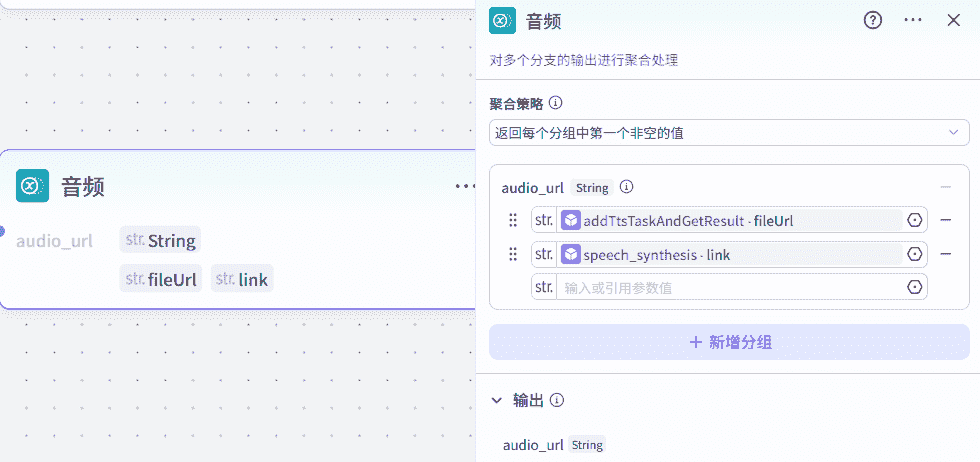 音频
audio_url str. String
str. fileUrl str. link
音频
对多个分支的输出进行聚合处理
聚合策略
返回每个分组中第一个非空的值
audio_url String
str. addTtsTaskAndGetResult · fileUrl
str. speech_synthesis · link
str. 输入或引用参数值
+ 新增分组
输出
audio_url String